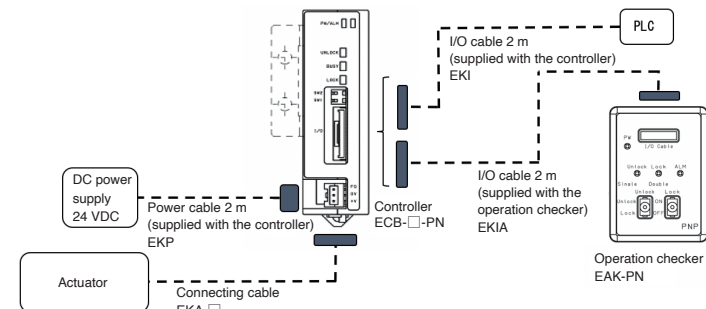 PW/ALM
UNLOCK
BUSY
LOCK
SW2
SW1
I/O
FG
0V
+V
PLC
I/O cable 2 m
(supplied with the controller)
EKI
DC power
supply
24 VDC
Power cable 2 m
(supplied with the controller)
EKP
Controller
ECB-□-PN
I/O cable 2 m
(supplied with the
operation checker)
EKIA
PW
I/O Cable
Unlock Lock ALM
Single Double
Unlock Lock
Unlock ON
Lock OFF
PNP
Operation checker
EAK-PN
Actuator
Connecting cable
EKA-□